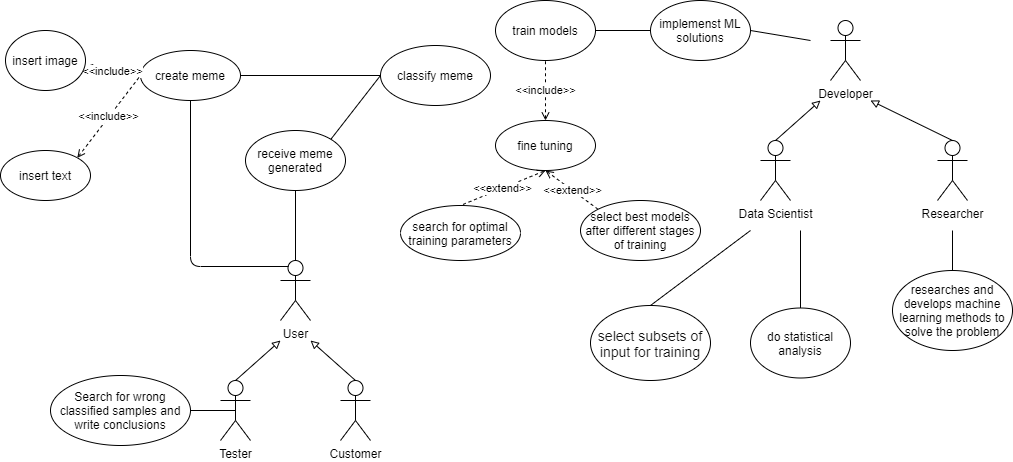 insert image
<<include>>
create meme
<<include>>
insert text
classify meme
receive meme
generated
User
Search for wrong
classified samples and
write conclusions
Tester
Customer
train models
implemenst ML
solutions
<<include>>
fine tuning
<<extend>>
<<extend>>
search for optimal
training parameters
select best models
after different stages
of training
Developer
Data Scientist
Researcher
select subsets of
input for training
do statistical
analysis
researches and
develops machine
learning methods to
solve the problem